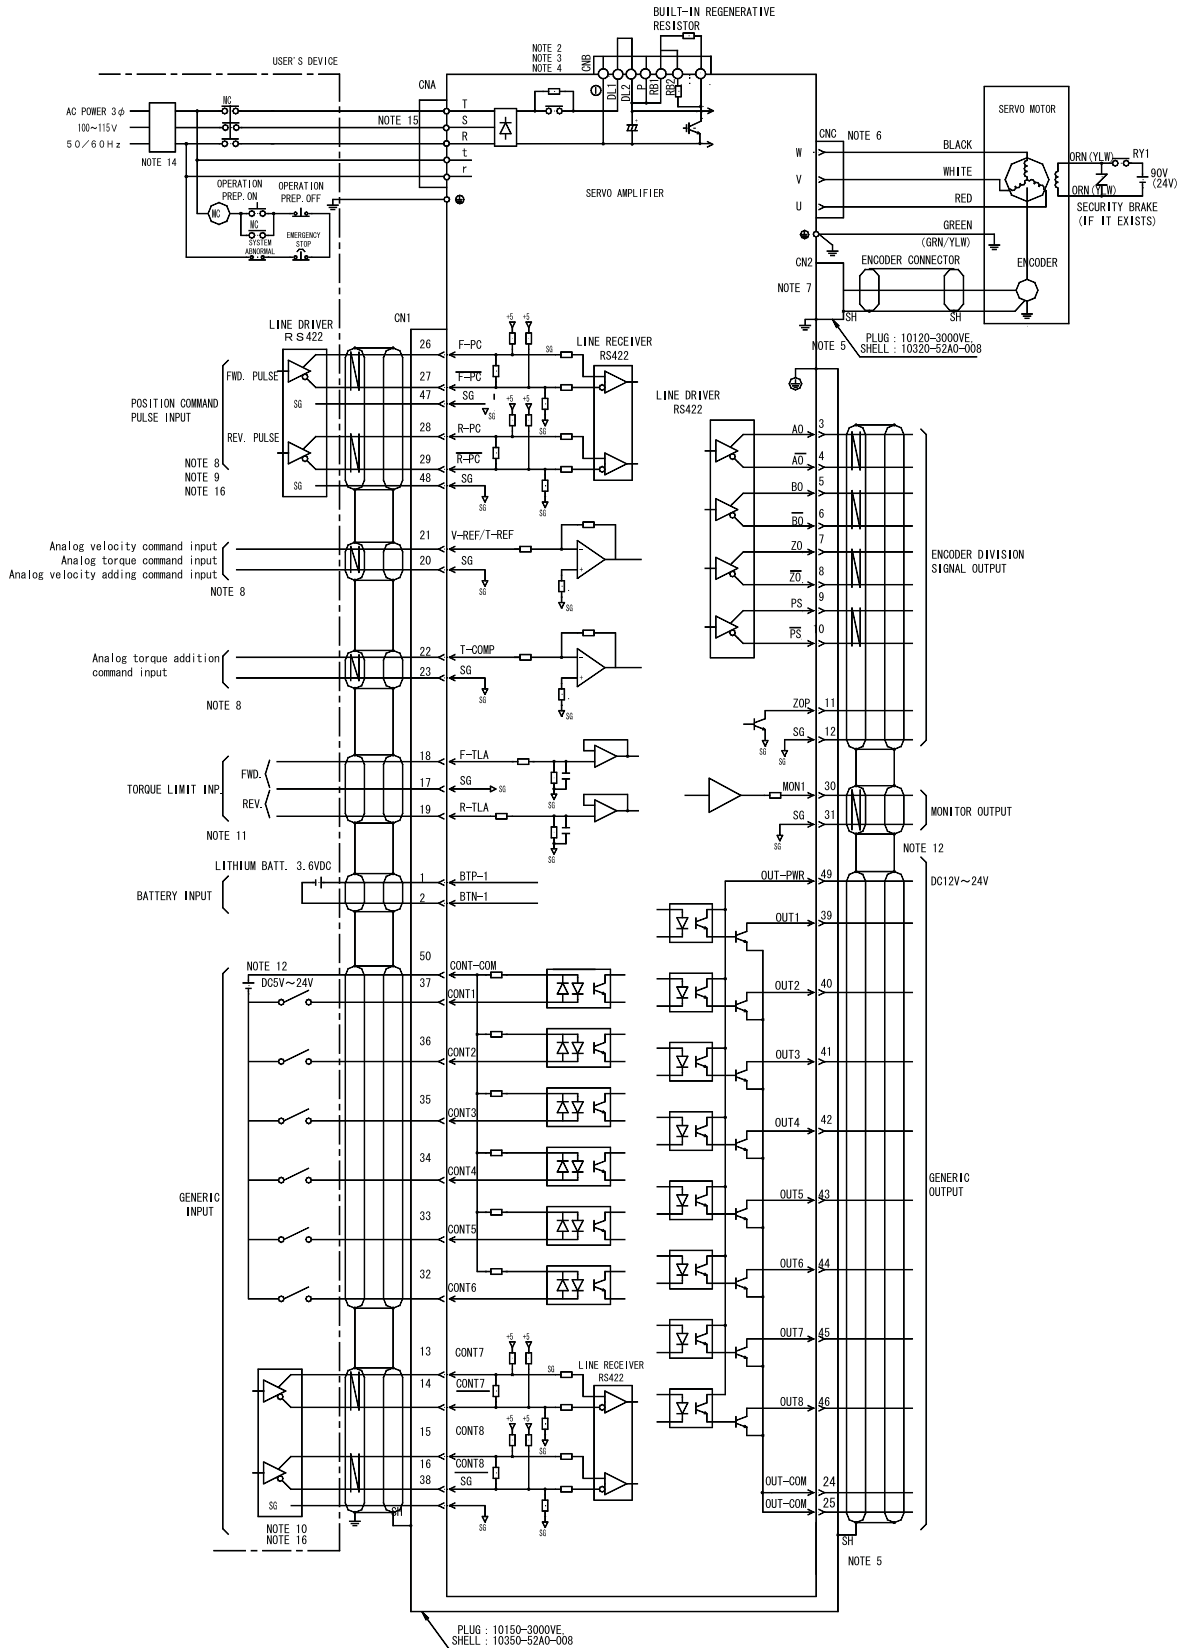 BUILT-IN REGENERATIVE
RESISTOR
USER'S DEVICE
NOTE 2
NOTE 3
NOTE 4
CNB
DL1
DL2
P
RB1
RB2
CNA
AC POWER 3φ
100~115V
50/60Hz
NOTE 14
MC
NOTE 15
T
S
R
t
r
SERVO AMPLIFIER
CNC
NOTE 6
W
V
U
BLACK
WHITE
RED
GREEN
(GRN/YLW)
SERVO MOTOR
ORN(YLW)
RY1
90V
(24V)
ORN(YLW)
SECURITY BRAKE
(IF IT EXISTS)
OPERATION
PREP.ON
OPERATION
PREP.OFF
MC
MC
SYSTEM
ABNORMAL
EMERGENCY
STOP
CN2
ENCODER CONNECTOR
ENCODER
NOTE 7
SH
SH
NOTE 5
PLUG : 10120-3000VE
SHELL : 10320-52A0-008
LINE DRIVER
RS422
CN1
FWD. PULSE
SG
REV. PULSE
SG
POSITION COMMAND
PULSE INPUT
NOTE 8
NOTE 9
NOTE 16
26 F-PC
27 F-PC
47 SG
28 R-PC
29 R-PC
48 SG
+5
+5
SG
SG
SG
SG
SG
LINE RECEIVER
RS422
LINE DRIVER
RS422
AO 3
AO 4
BO 5
BO 6
ZO 7
ZO 8
PS 9
PS 10
ENCODER DIVISION
SIGNAL OUTPUT
Analog velocity command input
Analog torque command input
Analog velocity adding command input
NOTE 8
21 V-REF/T-REF
20 SG
SG
SG
Analog torque addition
command input
NOTE 8
22 T-COMP
23 SG
SG
SG
ZOP 11
SG 12
SG
SG
TORQUE LIMIT INP.
FWD.
REV.
NOTE 11
18 F-TLA
17 SG
SG
19 R-TLA
SG
SG
MON1 30
SG 31
SG
MONITOR OUTPUT
NOTE 12
LITHIUM BATT. 3.6VDC
BATTERY INPUT
1 BTP-1
2 BTN-1
OUT-PWR 49
DC12V~24V
OUT1 39
OUT2 40
OUT3 41
OUT4 42
OUT5 43
OUT6 44
OUT7 45
OUT8 46
OUT-COM 24
OUT-COM 25
GENERIC
OUTPUT
SH
NOTE 5
NOTE 12
DC5V~24V
GENERIC
INPUT
50 CONT-COM
37 CONT1
36 CONT2
35 CONT3
34 CONT4
33 CONT5
32 CONT6
13 CONT7
14 CONT7
15 CONT8
16 CONT8
38 SG
+5
+5
SG
SG
SG
SG
LINE RECEIVER
RS422
SG
SH
NOTE 10
NOTE 16
PLUG : 10150-3000VE
SHELL : 10350-52A0-008